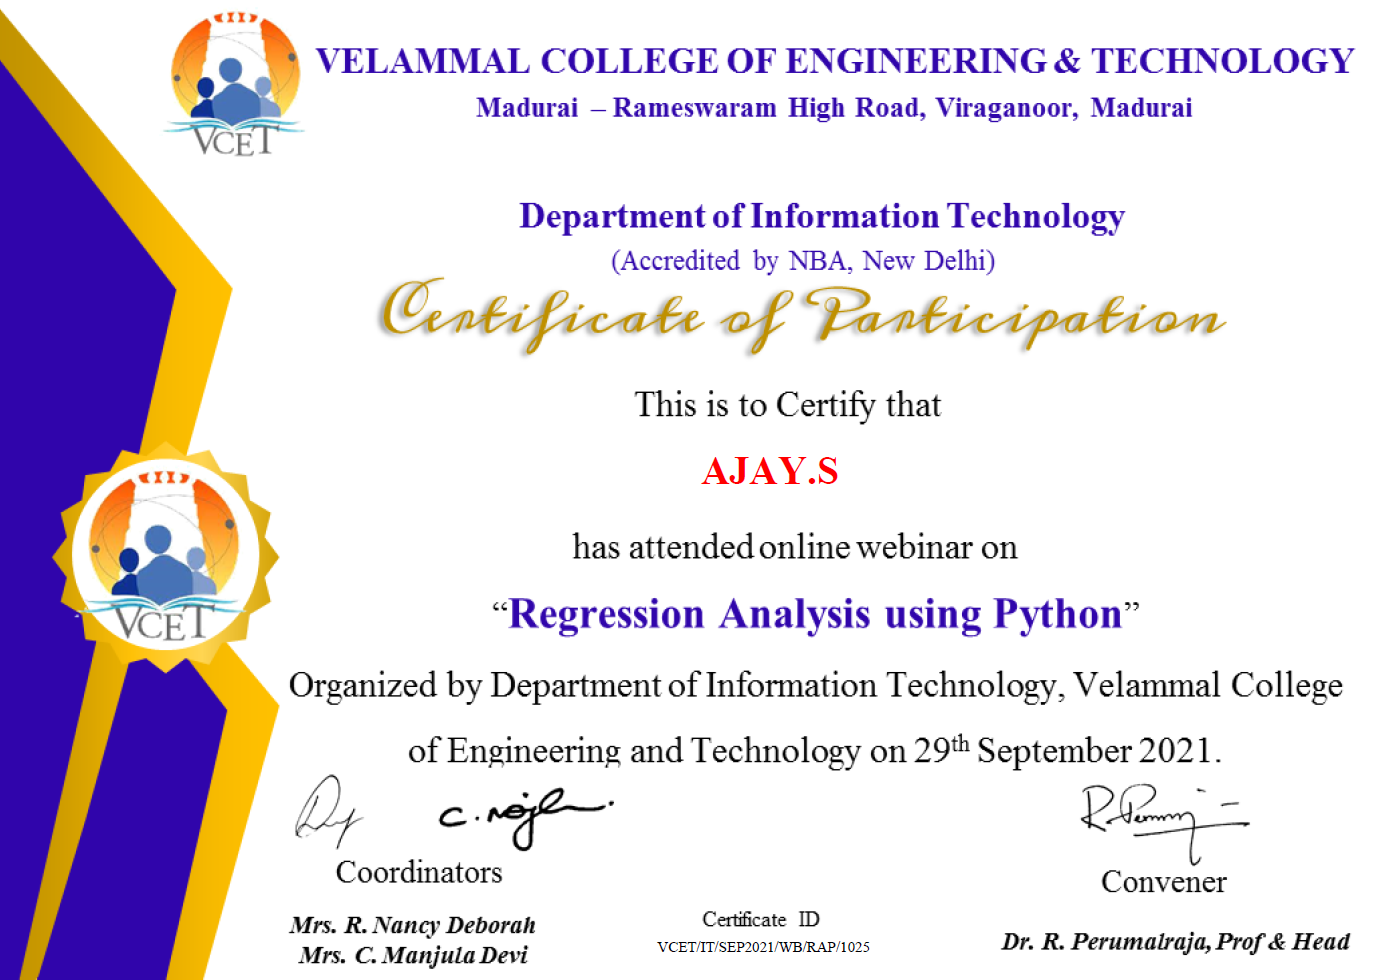 VCET
VELAMMAL COLLEGE OF ENGINEERING & TECHNOLOGY
Madurai – Rameswaram High Road, Viraganoor, Madurai
Department of Information Technology
(Accredited by NBA, New Delhi)
Certificate of Participation
This is to Certify that
AJAY.S
has attended online webinar on
“Regression Analysis using Python”
VCET
Organized by Department of Information Technology, Velammal College
of Engineering and Technology on 29th September 2021.
Coordinators
Convener
Mrs. R. Nancy Deborah
Mrs. C. Manjula Devi
Certificate ID
VCET/IT/SEP2021/WB/RAP/1025
Dr. R. Perumalraja, Prof & Head